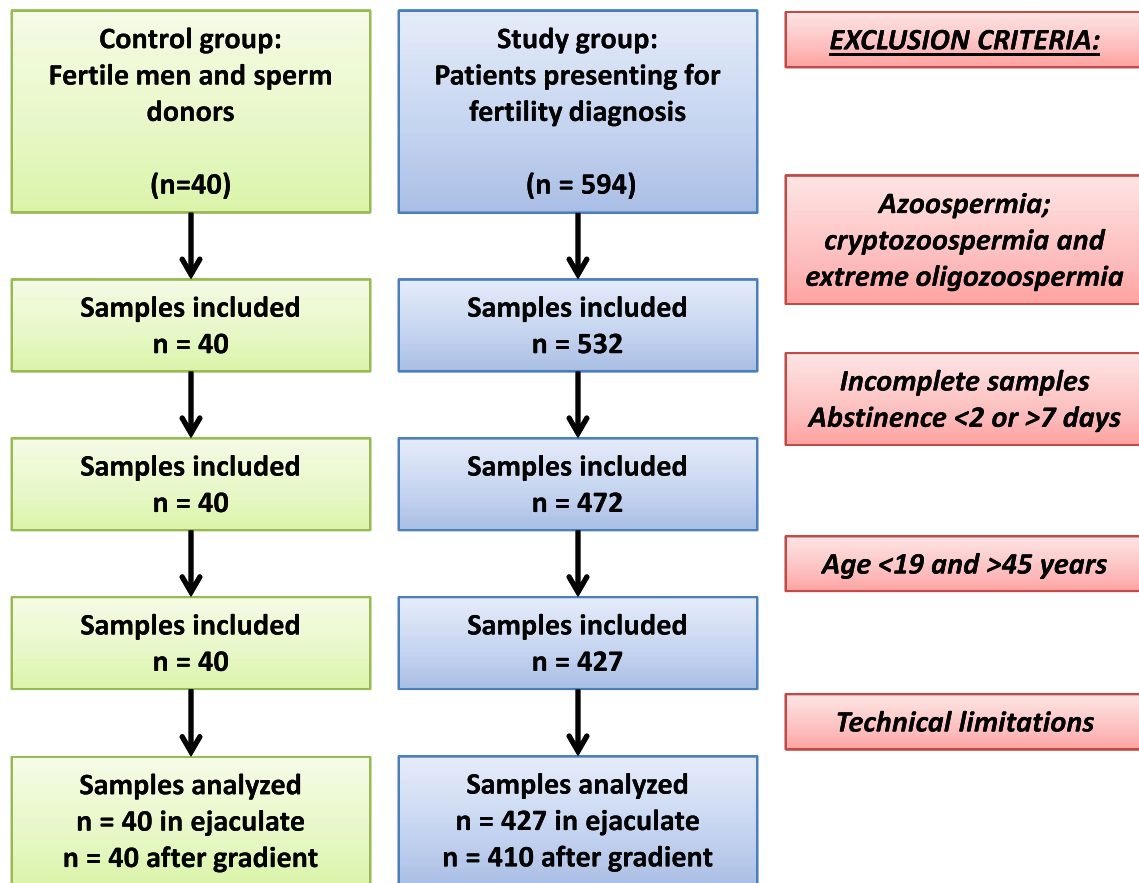 Control group:
Fertile men and sperm
donors
(n=40)
Study group:
Patients presenting for
fertility diagnosis
(n = 594)
EXCLUSION CRITERIA:
Azoospermia;
cryptozoospermia and
extreme oligozoospermia
Samples included
n = 40
Samples included
n = 532
Incomplete samples
Abstinence <2 or >7 days
Samples included
n = 40
Samples included
n = 472
Age <19 and >45 years
Samples included
n = 40
Samples included
n = 427
Technical limitations
Samples analyzed
n = 40 in ejaculate
n = 40 after gradient
Samples analyzed
n = 427 in ejaculate
n = 410 after gradient